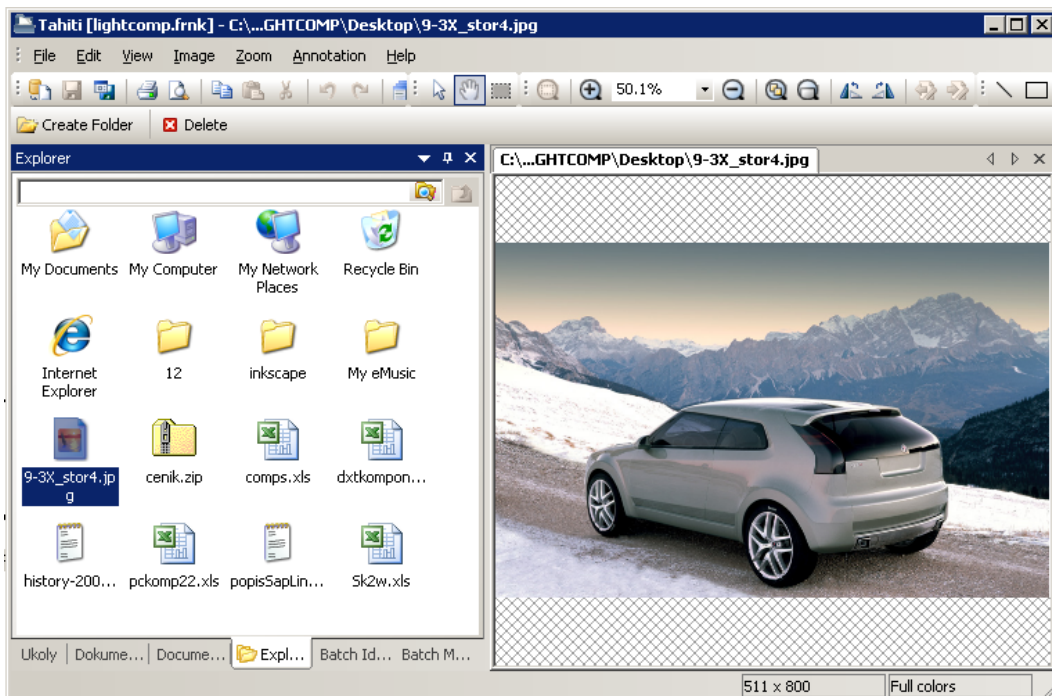 Tahiti [lightcomp.frnk] - C:\...GHTCOMP\Desktop\9-3X_stor4.jpg
File Edit View Image Zoom Annotation Help
50.1%
Create Folder Delete
Explorer
C:\...GHTCOMP\Desktop\9-3X_stor4.jpg
My Documents My Computer My Network Places Recycle Bin
Internet Explorer 12 inkscape My eMusic
9-3X_stor4.jpg cenik.zip comps.xls dxtkompon...
history-200... pckomp22.xls popisSapLin... Sk2w.xls
Ukoly Dokume... Docume... Expl... Batch Id... Batch M...
511 x 800 Full colors